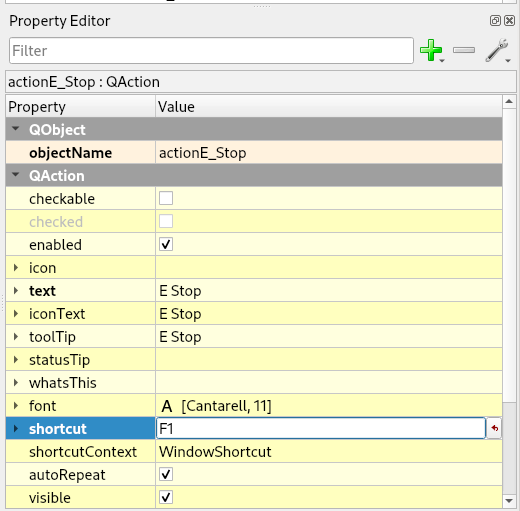 Property Editor
Filter
actionE_Stop : QAction
Property Value
QObject
objectName actionE_Stop
QAction
checkable
checked
enabled
icon
text E Stop
iconText E Stop
toolTip E Stop
statusTip
whatsThis
font A [Cantarell, 11]
shortcut F1
shortcutContext WindowShortcut
autoRepeat
visible